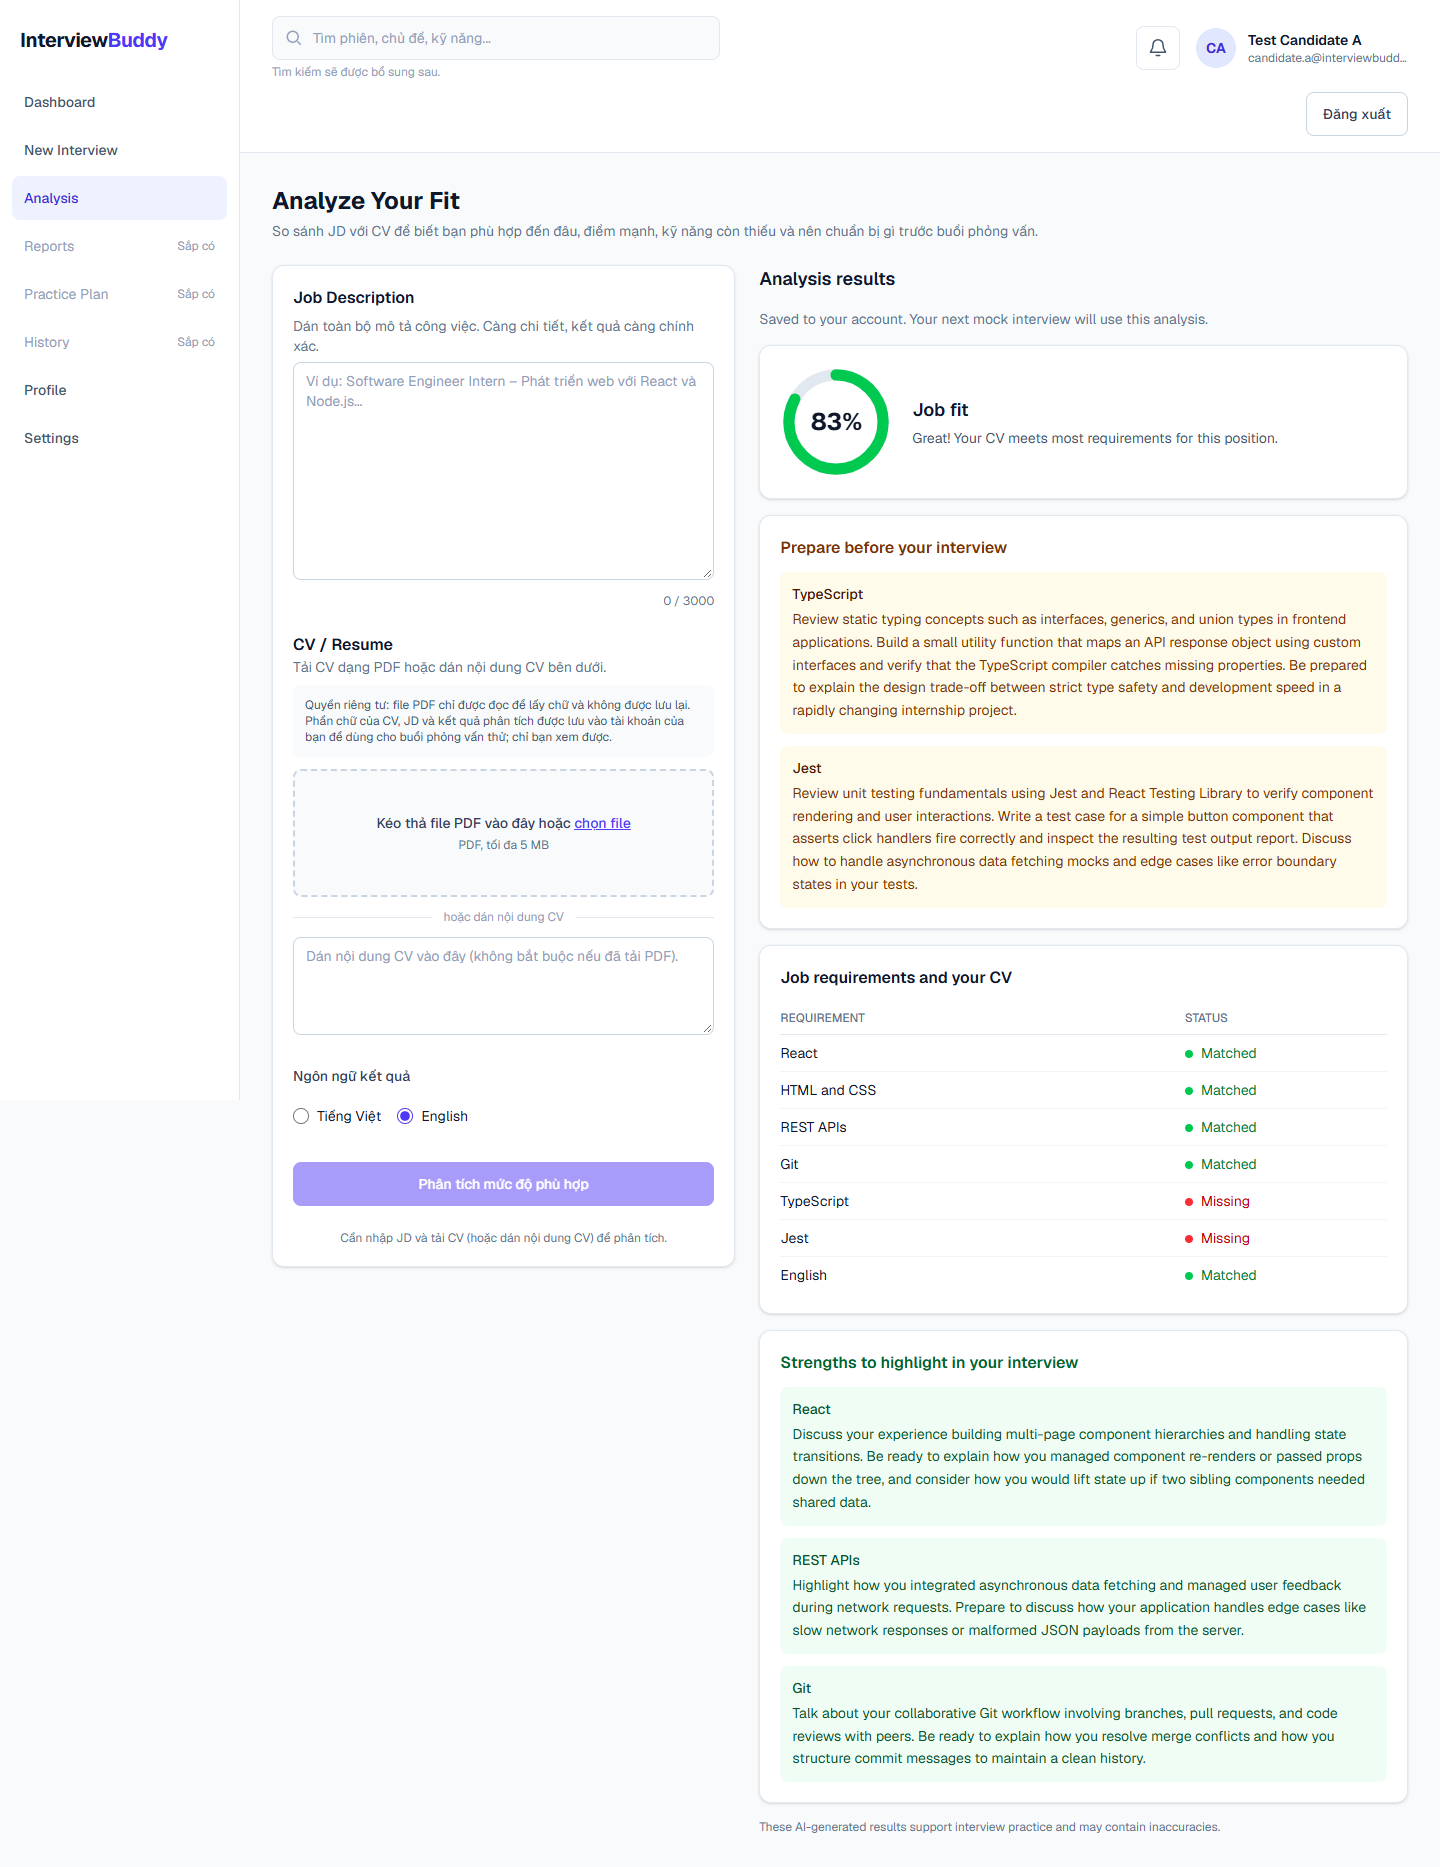 InterviewBuddy
Dashboard
New Interview
Analysis
Reports Sắp có
Practice Plan Sắp có
History Sắp có
Profile
Settings
Tìm phiên, chủ đề, kỹ năng...
Tìm kiếm sẽ được bổ sung sau.
CA
Test Candidate A
candidate.a@interviewbudd...
Đăng xuất
Analyze Your Fit
So sánh JD với CV để biết bạn phù hợp đến đâu, điểm mạnh, kỹ năng còn thiếu và nên chuẩn bị gì trước buổi phỏng vấn.
Job Description
Dán toàn bộ mô tả công việc. Càng chi tiết, kết quả càng chính
xác.
Ví dụ: Software Engineer Intern – Phát triển web với React và
Node.js...
0 / 3000
CV / Resume
Tải CV dạng PDF hoặc dán nội dung CV bên dưới.
Quyền riêng tư: file PDF chỉ được đọc để lấy chữ và không được lưu lại.
Phần chữ của CV, JD và kết quả phân tích được lưu vào tài khoản của
bạn để dùng cho buổi phỏng vấn thử; chỉ bạn xem được.
Kéo thả file PDF vào đây hoặc chọn file
PDF, tối đa 5 MB
hoặc dán nội dung CV
Dán nội dung CV vào đây (không bắt buộc nếu đã tải PDF).
Ngôn ngữ kết quả
Tiếng Việt English
Phân tích mức độ phù hợp
Cần nhập JD và tải CV (hoặc dán nội dung CV) để phân tích.
Analysis results
Saved to your account. Your next mock interview will use this analysis.
83%
Job fit
Great! Your CV meets most requirements for this position.
Prepare before your interview
TypeScript
Review static typing concepts such as interfaces, generics, and union types in frontend
applications. Build a small utility function that maps an API response object using custom
interfaces and verify that the TypeScript compiler catches missing properties. Be prepared
to explain the design trade-off between strict type safety and development speed in a
rapidly changing internship project.
Jest
Review unit testing fundamentals using Jest and React Testing Library to verify component
rendering and user interactions. Write a test case for a simple button component that
asserts click handlers fire correctly and inspect the resulting test output report. Discuss
how to handle asynchronous data fetching mocks and edge cases like error boundary
states in your tests.
Job requirements and your CV
REQUIREMENT STATUS
React Matched
HTML and CSS Matched
REST APIs Matched
Git Matched
TypeScript Missing
Jest Missing
English Matched
Strengths to highlight in your interview
React
Discuss your experience building multi-page component hierarchies and handling state
transitions. Be ready to explain how you managed component re-renders or passed props
down the tree, and consider how you would lift state up if two sibling components needed
shared data.
REST APIs
Highlight how you integrated asynchronous data fetching and managed user feedback
during network requests. Prepare to discuss how your application handles edge cases like
slow network responses or malformed JSON payloads from the server.
Git
Talk about your collaborative Git workflow involving branches, pull requests, and code
reviews with peers. Be ready to explain how you resolve merge conflicts and how you
structure commit messages to maintain a clean history.
These AI-generated results support interview practice and may contain inaccuracies.